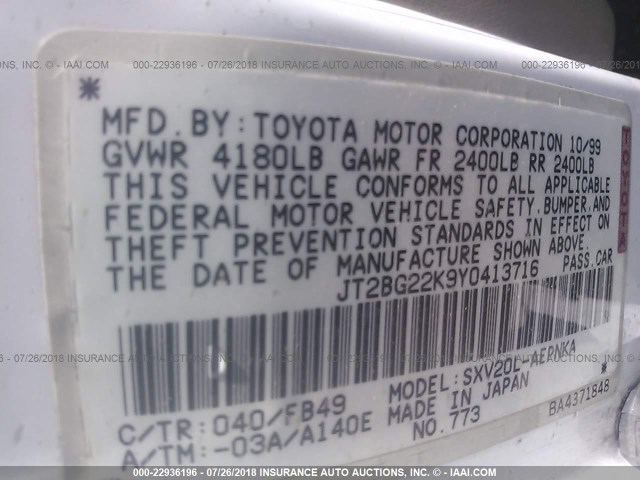 000-22936196 - 07/26/2018 INSURANCE AUTO AUCTIONS, INC. - IAAI.COM
*
MFD.BY:TOYOTA MOTOR CORPORATION 10/99
GVWR 4180LB GAWR FR 2400LB RR 2400LB
THIS VEHICLE CONFORMS TO ALL APPLICABLE
FEDERAL MOTOR VEHICLE SAFETY,BUMPER,AND
THEFT PREVENTION STANDARDS IN EFFECT ON
THE DATE OF MANUFACTURE SHOWN ABOVE.
JT2BG22K9Y0413716 PASS.CAR
TOYOTA
*
MODEL:SXV20L-AEPNKA
C/TR:040/FB49 MADE IN JAPAN
A/TM:-03A/A140E NO.773 BA4371848
000-22936196 - 07/26/2018 INSURANCE AUTO AUCTIONS, INC. - IAAI.COM